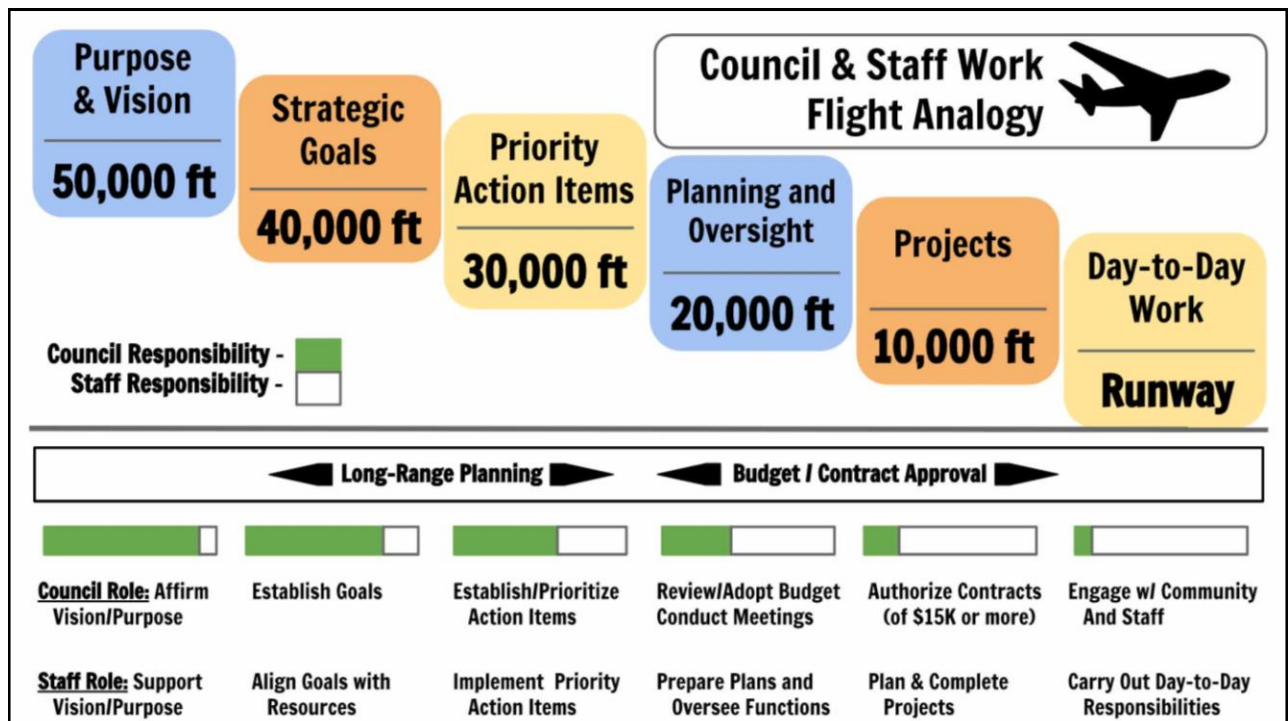 Purpose
& Vision
50,000 ft
Strategic
Goals
40,000 ft
Priority
Action Items
30,000 ft
Council & Staff Work
Flight Analogy
Planning and
Oversight
20,000 ft
Projects
10,000 ft
Day-to-Day
Work
Runway
Council Responsibility -
Staff Responsibility -
Long-Range Planning
Budget / Contract Approval
Council Role: Affirm
Vision/Purpose
Establish Goals
Establish/Prioritize
Action Items
Review/Adopt Budget
Conduct Meetings
Authorize Contracts
(of $15K or more)
Engage w/ Community
And Staff
Staff Role: Support
Vision/Purpose
Align Goals with
Resources
Implement Priority
Action Items
Prepare Plans and
Oversee Functions
Plan & Complete
Projects
Carry Out Day-to-Day
Responsibilities